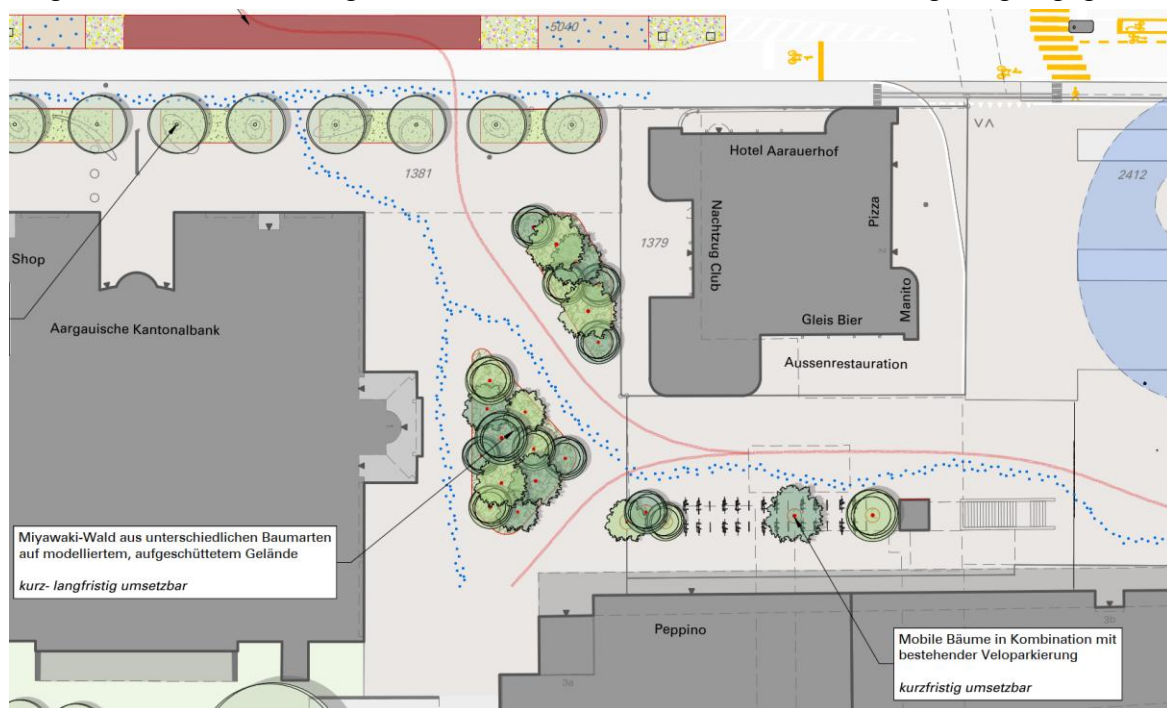 5040
Hotel Aarauerhof
1381
2412
Nachtzug Club
Pizza
1379
Shop
Manito
Aargauische Kantonalbank
Gleis Bier
Aussenrestauration
Miyawaki-Wald aus unterschiedlichen Baumarten
auf modelliertem, aufgeschüttetem Gelände
kurz- langfristig umsetzbar
Peppino
Mobile Bäume in Kombination mit
bestehender Veloparkierung
kurzfristig umsetzbar
3a
3b